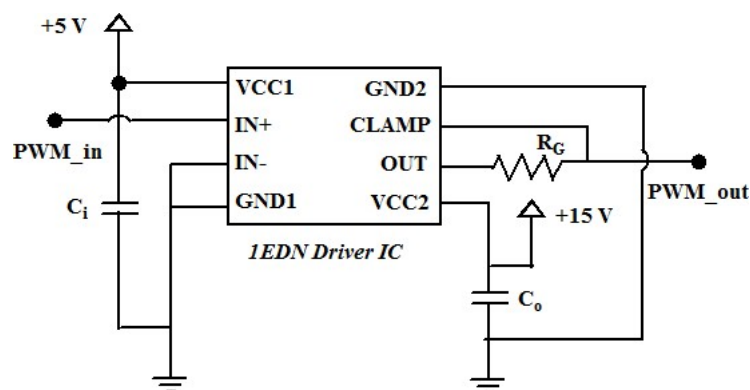 +5 V
VCC1
GND2
IN+
CLAMP
PWM_in
R_G
IN-
OUT
PWM_out
C_i
GND1
VCC2
+15 V
1EDN Driver IC
C_o